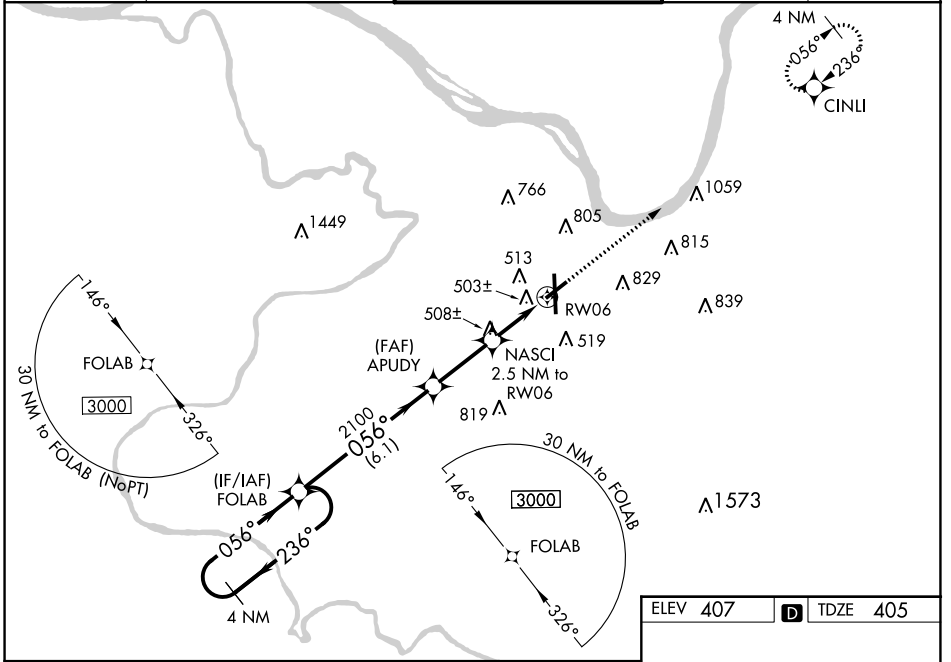 4 NM
056°
236°
CINLI
766
1059
1449
805
815
513
829
503±
RW06
839
508±
146°
(FAF)
APUDY
519
NASCI
2.5 NM to
RW06
FOLAB
3000
326°
30 NM to FOLAB (NoPT)
2100
056°
(6.1)
819
30 NM to FOLAB
(IF/IAF)
FOLAB
146°
3000
1573
FOLAB
056°
236°
326°
4 NM
ELEV 407 D TDZE 405